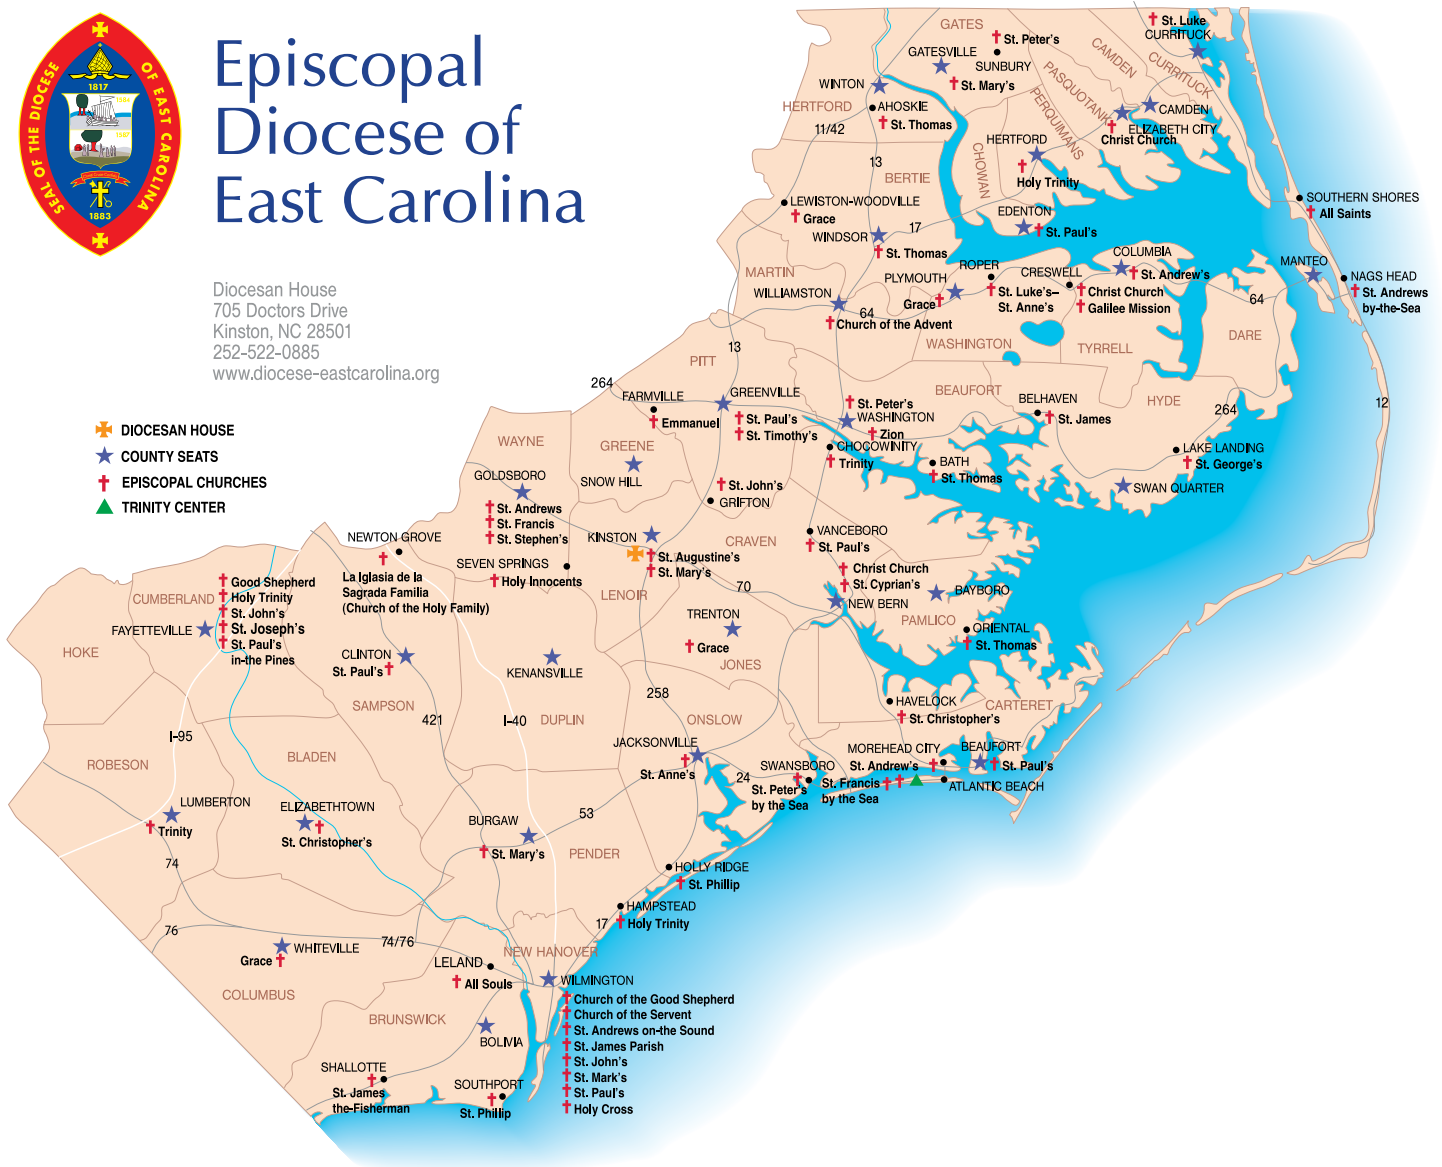 SEAL OF THE DIOCESE OF EAST CAROLINA
1817
1883
Episcopal
Diocese of
East Carolina
Diocesan House
705 Doctors Drive
Kinston, NC 28501
252-522-0885
www.diocese-eastcarolina.org
DIOCESAN HOUSE
COUNTY SEATS
EPISCOPAL CHURCHES
TRINITY CENTER
GATES
St. Peter's
GATESVILLE
SUNBURY
St. Mary's
St. Luke
CURRITUCK
CAMDEN
CURRITUCK
PASQUOTANK
PERQUIMANS
CHOWAN
WINTON
HERTFORD
AHOSKIE
St. Thomas
11/42
13
BERTIE
CAMDEN
ELIZABETH CITY
Christ Church
HERTFORD
Holy Trinity
LEWISTON-WOODVILLE
Grace
WINDSOR
17
St. Thomas
EDENTON
St. Paul's
SOUTHERN SHORES
All Saints
MARTIN
WILLIAMSTON
64
Church of the Advent
PLYMOUTH
Grace
ROPER
St. Luke's–
St. Anne's
CRESWELL
Christ Church
Galilee Mission
COLUMBIA
St. Andrew's
MANTEO
NAGS HEAD
St. Andrews
by-the-Sea
64
DARE
WASHINGTON
TYRRELL
PITT
13
264
FARMVILLE
Emmanuel
GREENVILLE
St. Paul's
St. Timothy's
St. Peter's
WASHINGTON
Zion
CHOCOWINITY
Trinity
BEAUFORT
BELHAVEN
St. James
HYDE
264
12
LAKE LANDING
St. George's
SWAN QUARTER
BATH
St. Thomas
WAYNE
GOLDSBORO
St. Andrews
St. Francis
St. Stephen's
GREENE
SNOW HILL
St. John's
GRIFTON
KINSTON
St. Augustine's
St. Mary's
CRAVEN
VANCEBORO
St. Paul's
Christ Church
St. Cyprian's
NEW BERN
70
BAYBORO
PAMLICO
ORIENTAL
St. Thomas
NEWTON GROVE
La Iglasia de la
Sagrada Familia
(Church of the Holy Family)
SEVEN SPRINGS
Holy Innocents
LENOIR
TRENTON
Grace
JONES
CUMBERLAND
FAYETTEVILLE
Good Shepherd
Holy Trinity
St. John's
St. Joseph's
St. Paul's
in-the Pines
HOKE
CLINTON
St. Paul's
SAMPSON
421
KENANSVILLE
I-40
DUPLIN
258
ONSLOW
HAVELOCK
St. Christopher's
CARTERET
I-95
ROBESON
BLADEN
JACKSONVILLE
St. Anne's
24
SWANSBORO
St. Peter's
by the Sea
MOREHEAD CITY
St. Andrew's
St. Francis
by the Sea
BEAUFORT
St. Paul's
ATLANTIC BEACH
LUMBERTON
Trinity
74
ELIZABETHTOWN
St. Christopher's
BURGAW
St. Mary's
53
PENDER
HOLLY RIDGE
St. Phillip
HAMPSTEAD
17
Holy Trinity
76
74/76
WHITEVILLE
Grace
COLUMBUS
LELAND
All Souls
NEW HANOVER
WILMINGTON
Church of the Good Shepherd
Church of the Servent
St. Andrews on-the Sound
St. James Parish
St. John's
St. Mark's
St. Paul's
Holy Cross
BRUNSWICK
BOLIVIA
SHALLOTTE
St. James
the-Fisherman
SOUTHPORT
St. Phillip